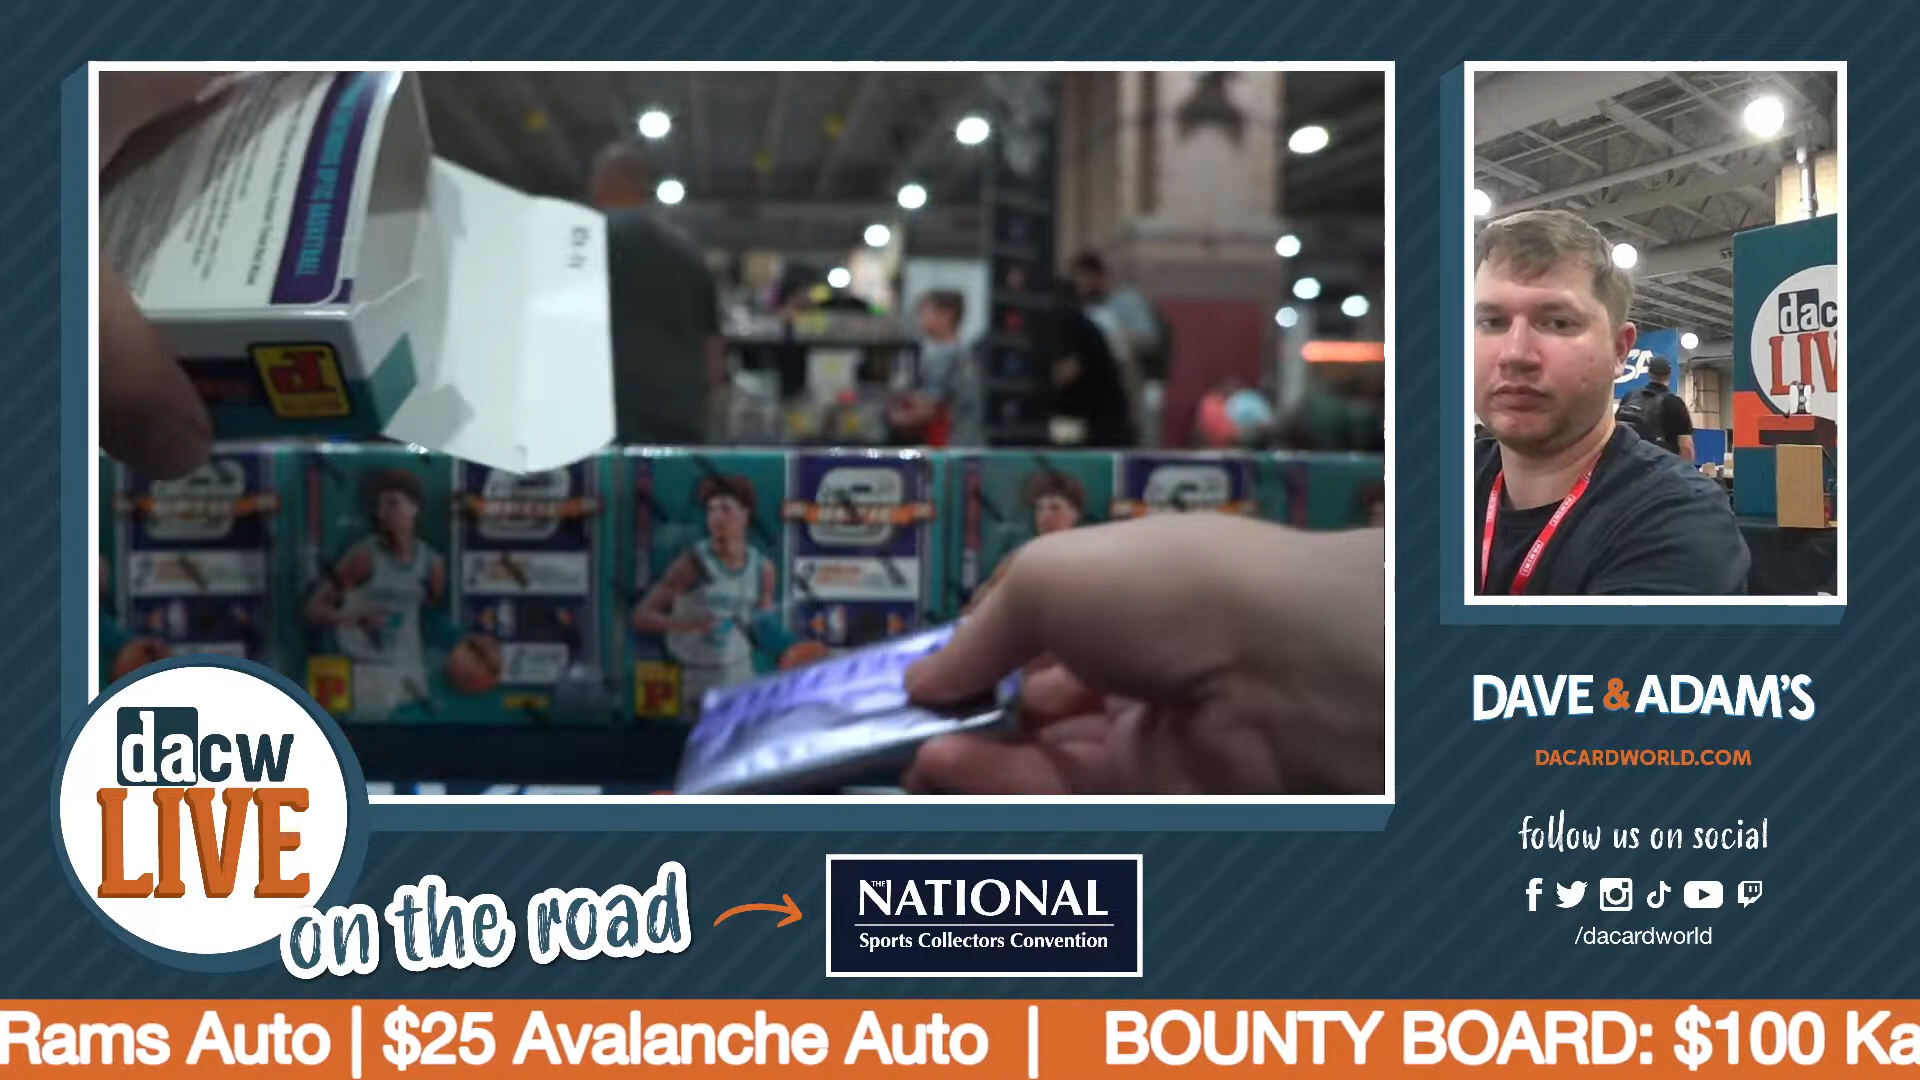 BASKETBALL
P
P
P
dac
LIV
dacw
LIVE
on the road
THE NATIONAL
Sports Collectors Convention
DAVE & ADAM'S
DACARDWORLD.COM
follow us on social
/dacardworld
Rams Auto | $25 Avalanche Auto | BOUNTY BOARD: $100 Ka